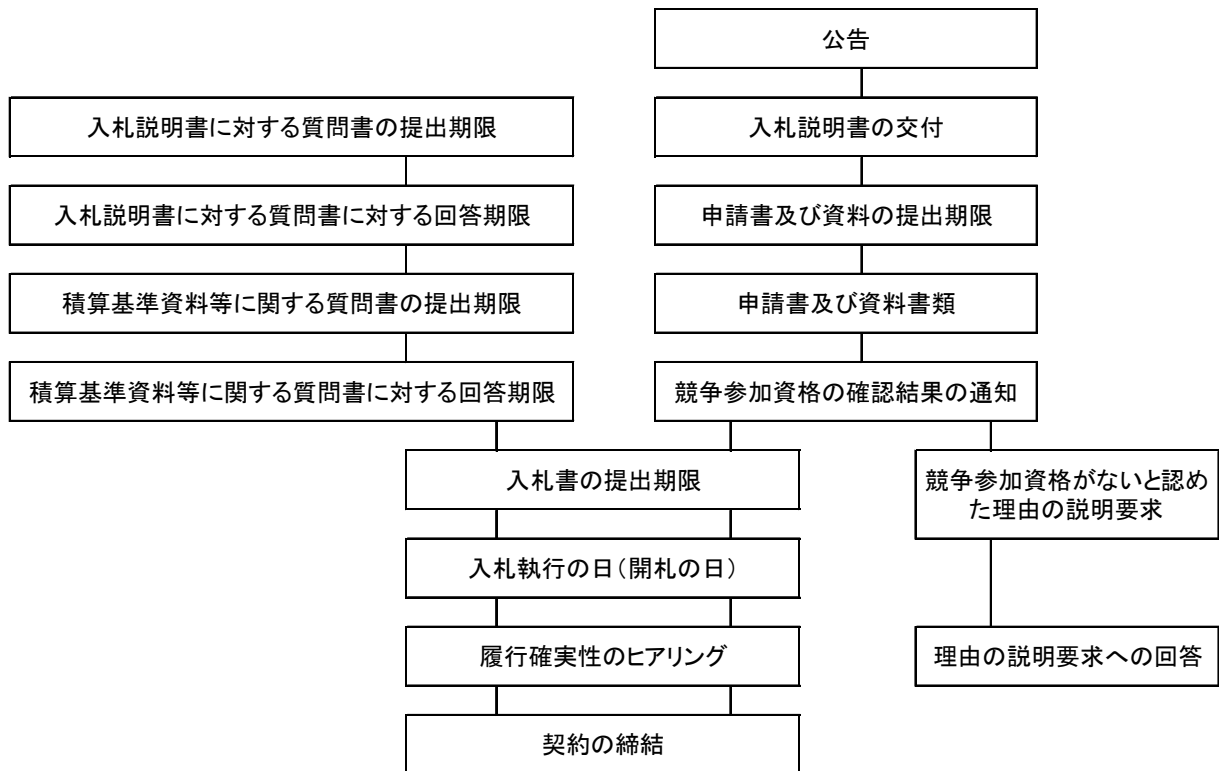 公告
入札説明書に対する質問書の提出期限
入札説明書の交付
入札説明書に対する質問書に対する回答期限
申請書及び資料の提出期限
積算基準資料等に関する質問書の提出期限
申請書及び資料書類
積算基準資料等に関する質問書に対する回答期限
競争参加資格の確認結果の通知
入札書の提出期限
競争参加資格がないと認め
た理由の説明要求
入札執行の日（開札の日）
履行確実性のヒアリング
理由の説明要求への回答
契約の締結